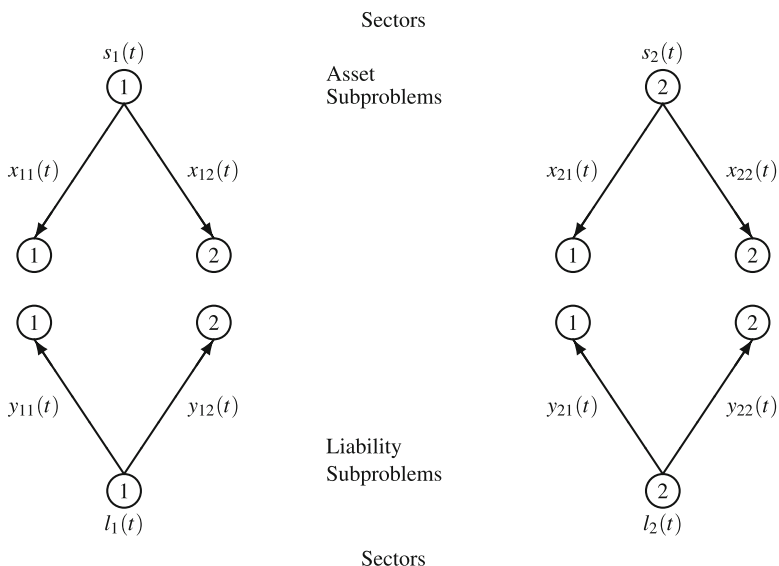 Sectors
s₁(t) s₂(t)
1 Asset 2
Subproblems
x₁₁(t) x₁₂(t) x₂₁(t) x₂₂(t)
1 2 1 2
1 2 1 2
y₁₁(t) y₁₂(t) y₂₁(t) y₂₂(t)
Liability
Subproblems
1 2
l₁(t) l₂(t)
Sectors